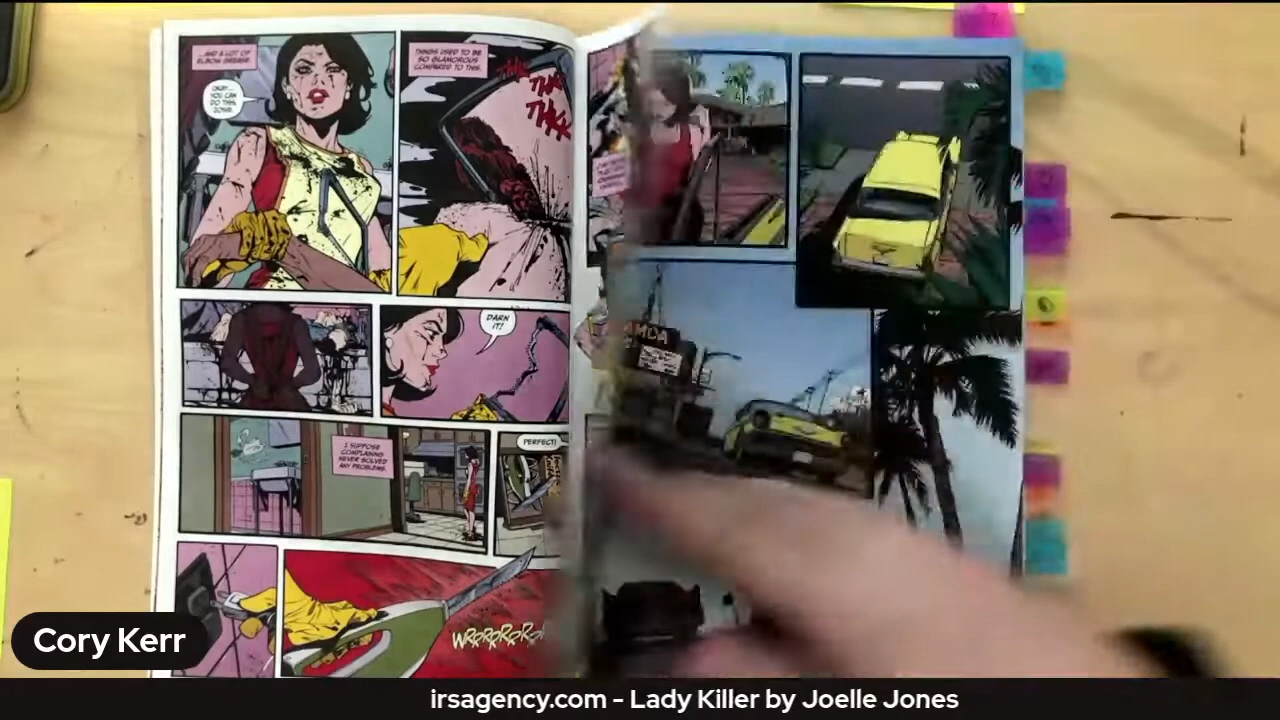 ...AND A LOT OF
ELBOW GREASE.
OKAY...
YOU CAN
DO THIS,
JOSIE.
THINGS USED TO BE
SO GLAMOROUS
COMPARED TO THIS.
THK
THK
THKK
DARN
IT!
I SUPPOSE
COMPLAINING
NEVER SOLVED
ANY PROBLEMS.
PERFECT!
Cory Kerr
irsagency.com - Lady Killer by Joelle Jones